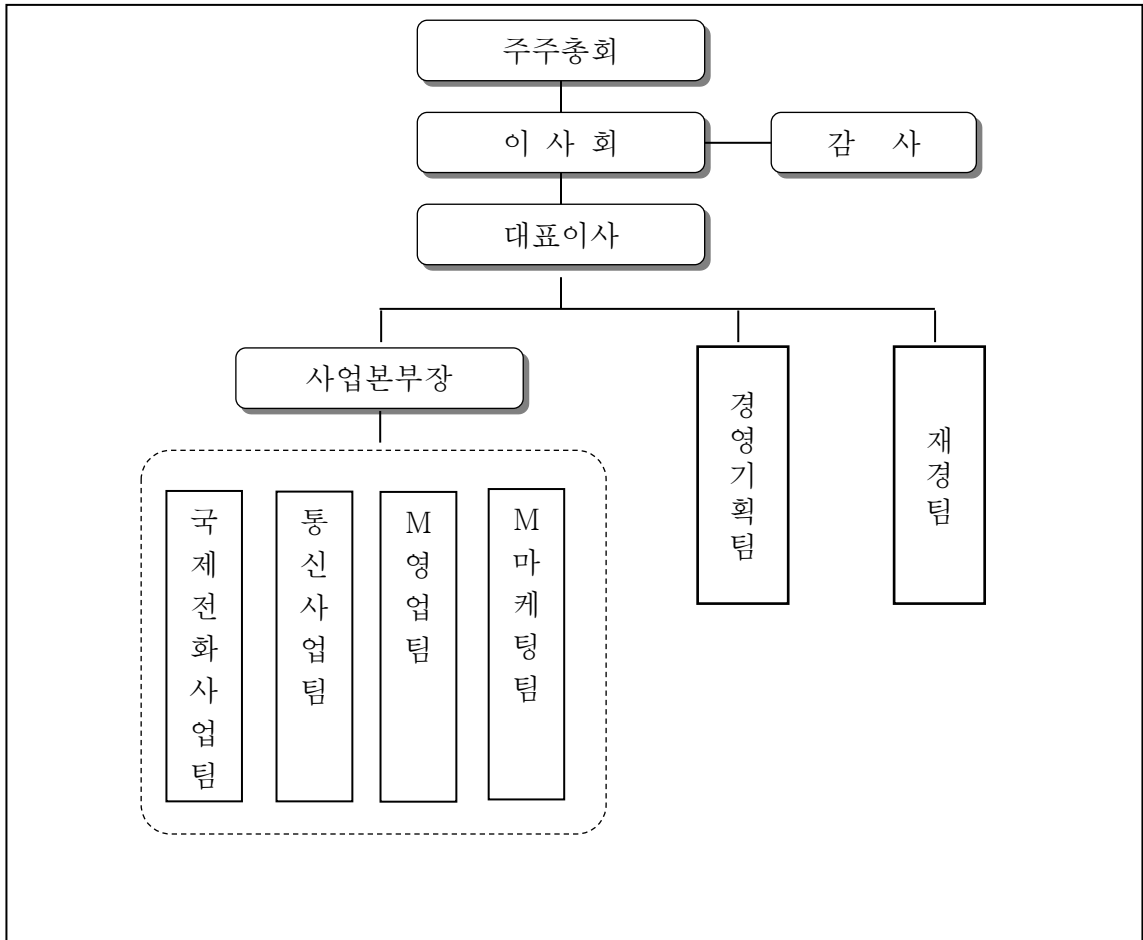 주주총회
이 사 회
감 사
대표이사
사업본부장
경영기획팀
재경팀
국제전화사업팀
통신사업팀
M영업팀
M마케팅팀